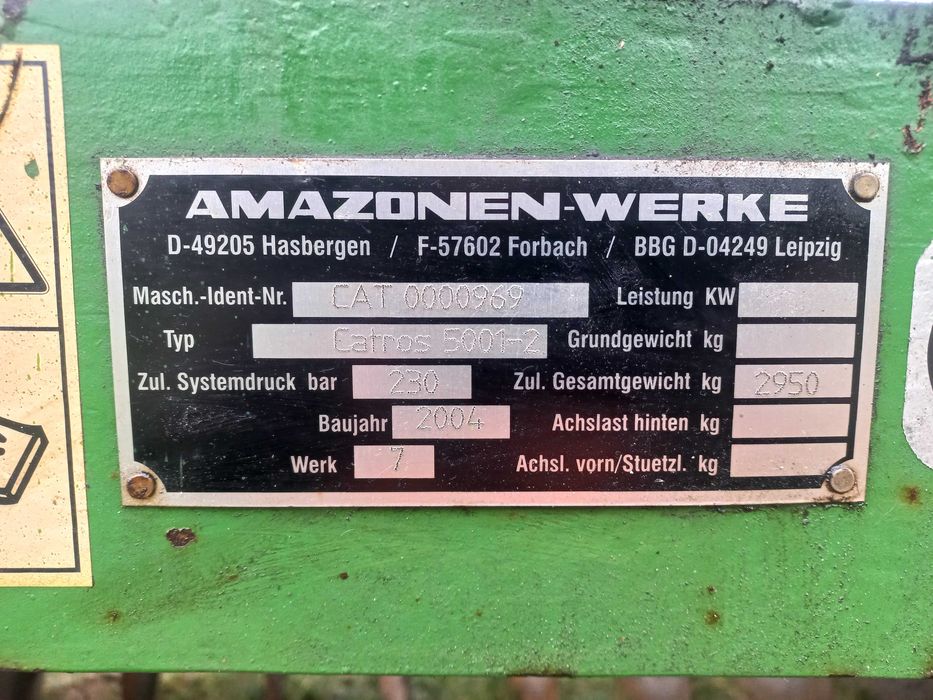 AMAZONEN-WERKE
D-49205 Hasbergen / F-57602 Forbach / BBG D-04249 Leipzig
Masch.-Ident-Nr. CAT 0000969 Leistung KW
Typ Catros 5001-2 Grundgewicht kg
Zul. Systemdruck bar 230 Zul. Gesamtgewicht kg 2950
Baujahr 2004 Achslast hinten kg
Werk 7 Achsl. vorn/Stuetzl. kg